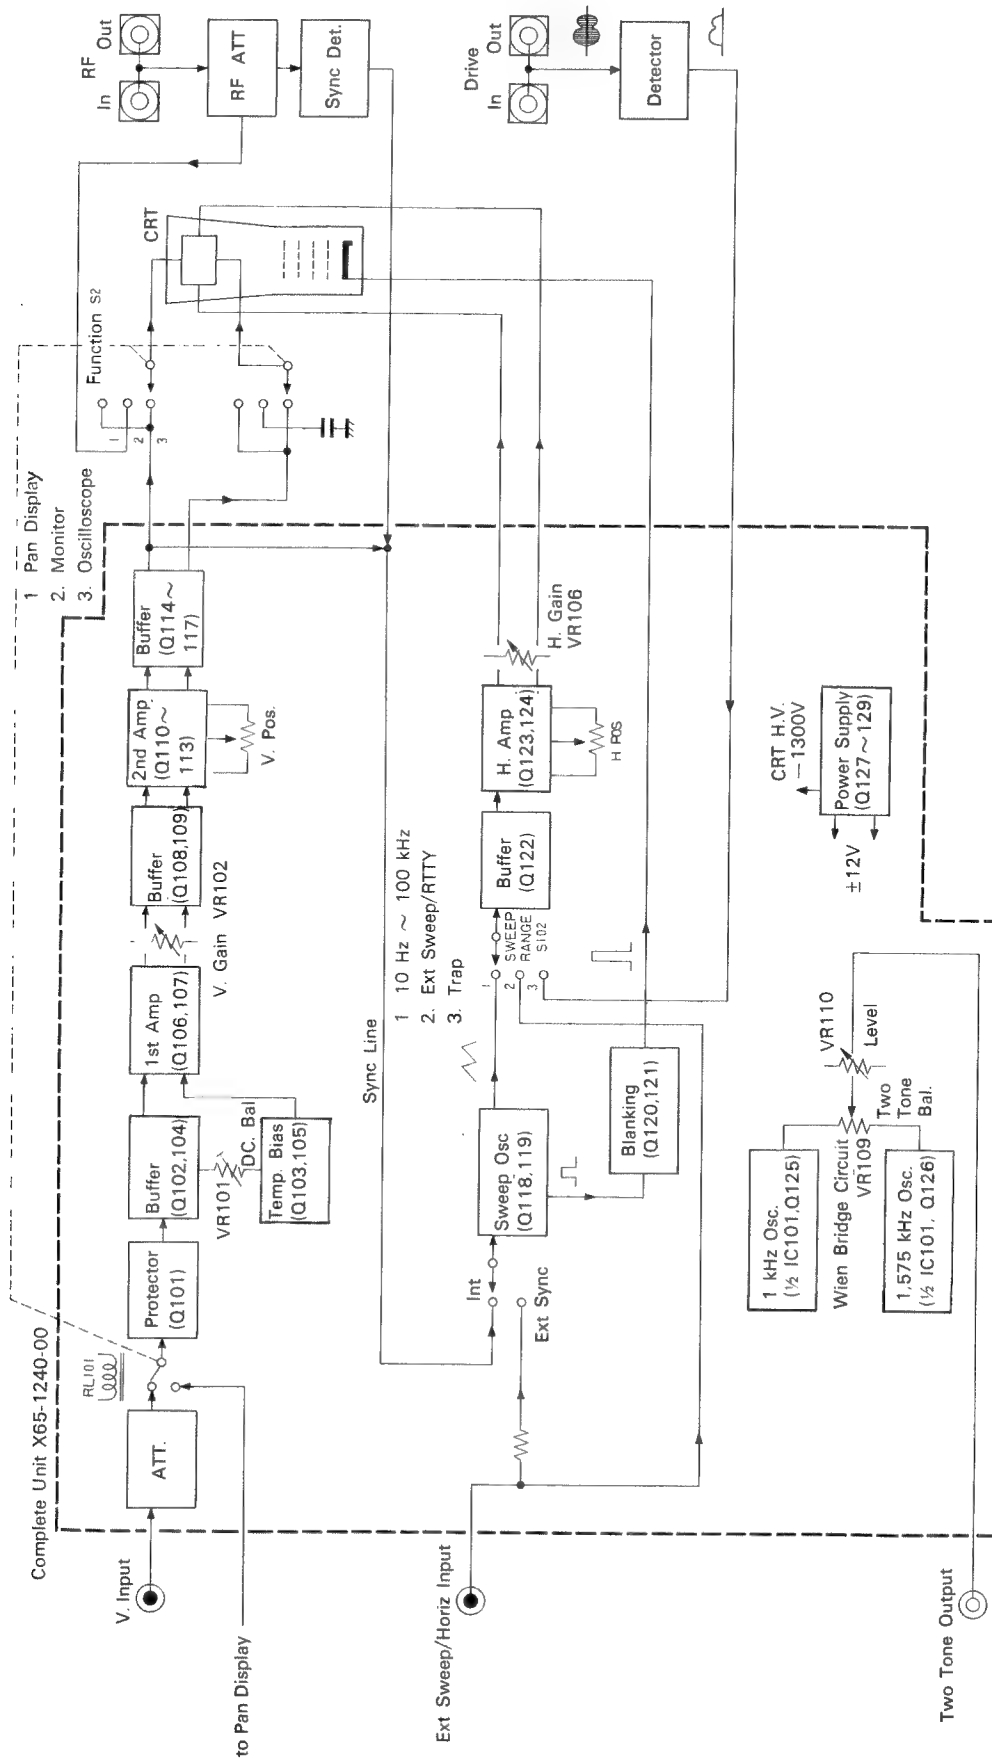 Complete Unit X65-1240-00
V. Input
ATT.
RL101
Protector
(Q101)
Buffer
(Q102,104)
VR101
DC. Bal
Temp. Bias
(Q103,105)
1st Amp
(Q106,107)
V. Gain VR102
Buffer
(Q108,109)
2nd Amp
(Q110～
113)
V. Pos.
Buffer
(Q114～
117)
1 Pan Display
2. Monitor
3. Oscilloscope
Function S2
1
2
3
CRT
RF
In
Out
RF ATT
Sync Det.
Drive
In
Out
Detector
to Pan Display
Sync Line
1 10 Hz ～ 100 kHz
2. Ext Sweep/RTTY
3. Trap
Ext Sweep/Horiz Input
Int
Ext Sync
Sweep Osc
(Q118,119)
Blanking
(Q120,121)
1
2
3
SWEEP
RANGE
S102
Buffer
(Q122)
H. Amp
(Q123,124)
H POS
H. Gain
VR106
1 kHz Osc.
(½ IC101,Q125)
Wien Bridge Circuit
VR109
1,575 kHz Osc.
(½ IC101, Q126)
Two
Tone
Bal.
VR110
Level
±12V
CRT H.V.
−1300V
Power Supply
(Q127～129)
Two Tone Output